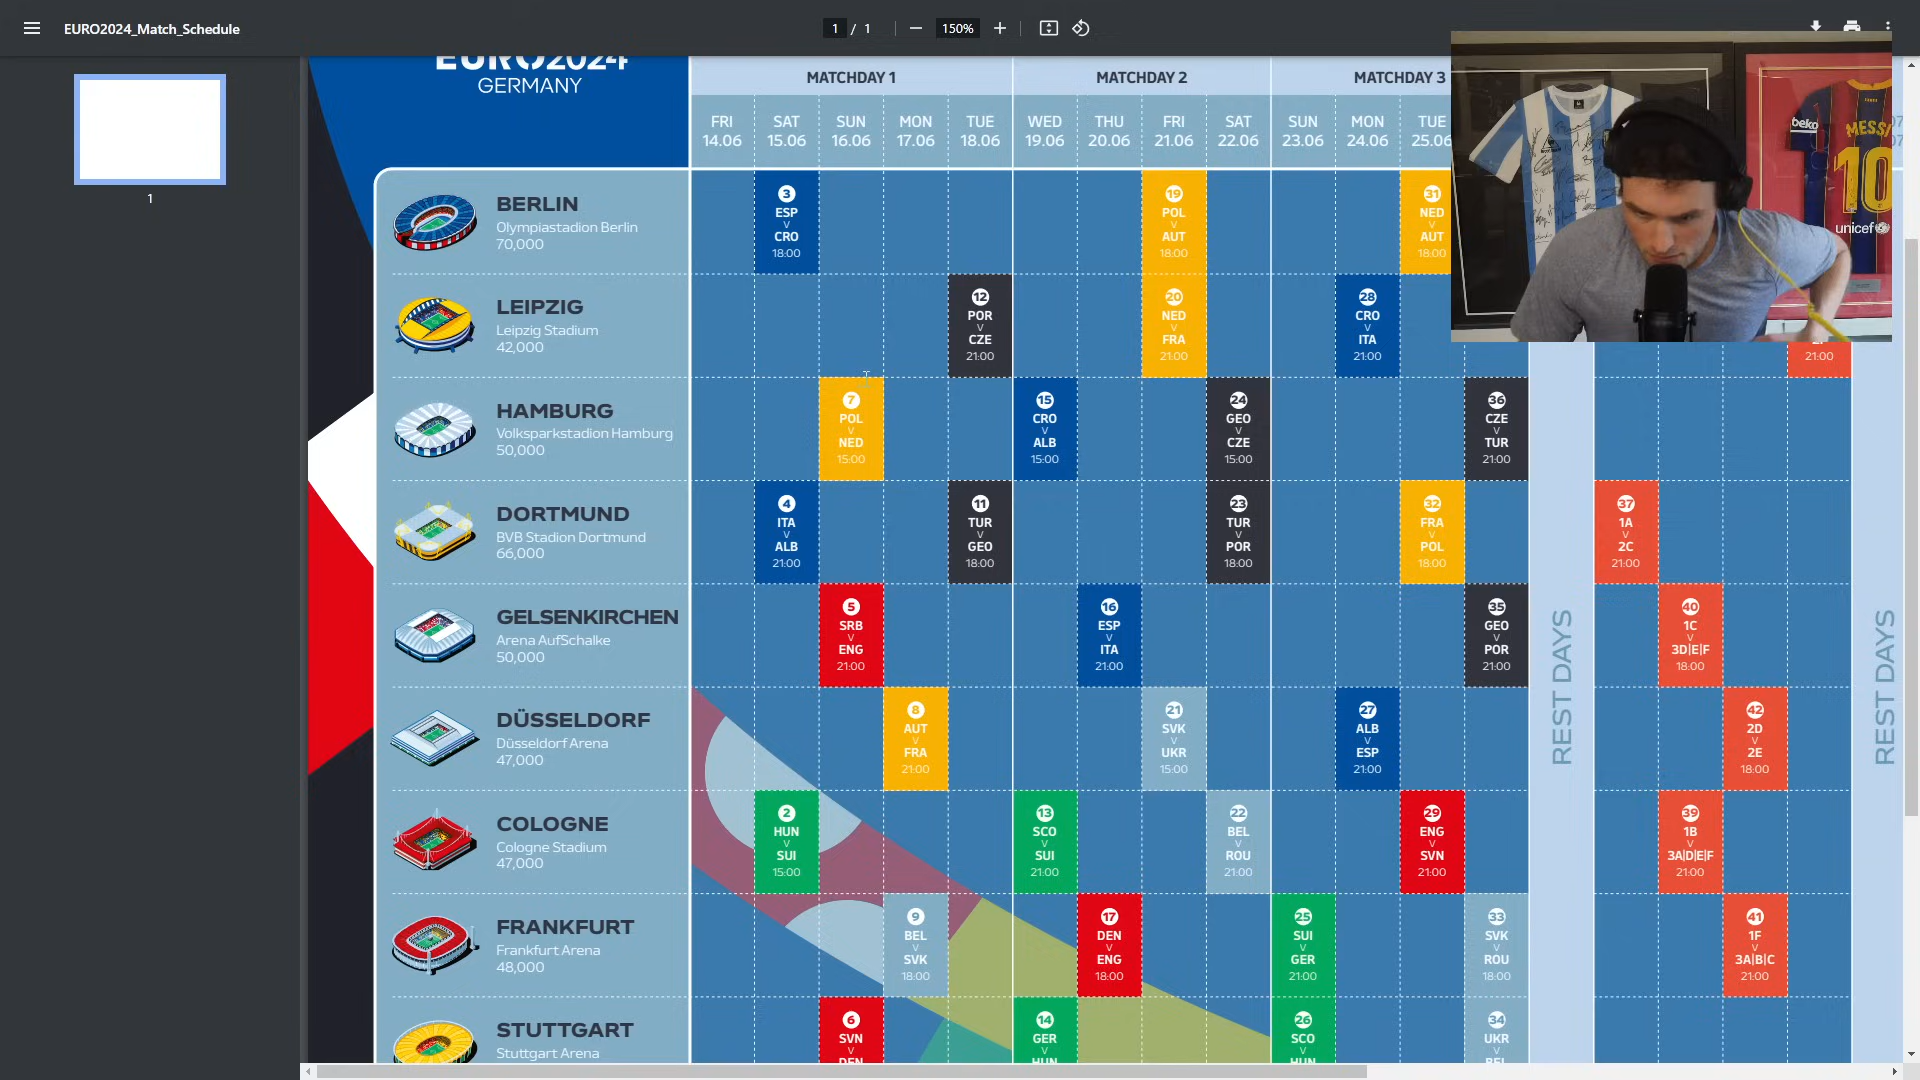 EURO2024_Match_Schedule
1 / 1
150%
EURO2024
GERMANY
MATCHDAY 1
MATCHDAY 2
MATCHDAY 3
FRI
14.06
SAT
15.06
SUN
16.06
MON
17.06
TUE
18.06
WED
19.06
THU
20.06
FRI
21.06
SAT
22.06
SUN
23.06
MON
24.06
TUE
25.06
BERLIN
Olympiastadion Berlin
70,000
3
ESP
V
CRO
18:00
19
POL
V
AUT
18:00
31
NED
V
AUT
18:00
LEIPZIG
Leipzig Stadium
42,000
12
POR
V
CZE
21:00
20
NED
V
FRA
21:00
28
CRO
V
ITA
21:00
21:00
HAMBURG
Volksparkstadion Hamburg
50,000
7
POL
V
NED
15:00
15
CRO
V
ALB
15:00
24
GEO
V
CZE
15:00
36
CZE
V
TUR
21:00
DORTMUND
BVB Stadion Dortmund
66,000
4
ITA
V
ALB
21:00
11
TUR
V
GEO
18:00
23
TUR
V
POR
18:00
32
FRA
V
POL
18:00
37
1A
V
2C
21:00
GELSENKIRCHEN
Arena AufSchalke
50,000
5
SRB
V
ENG
21:00
16
ESP
V
ITA
21:00
35
GEO
V
POR
21:00
40
1C
V
3D|E|F
18:00
DÜSSELDORF
Düsseldorf Arena
47,000
8
AUT
V
FRA
21:00
21
SVK
V
UKR
15:00
27
ALB
V
ESP
21:00
42
2D
V
2E
18:00
COLOGNE
Cologne Stadium
47,000
2
HUN
V
SUI
15:00
13
SCO
V
SUI
21:00
22
BEL
V
ROU
21:00
29
ENG
V
SVN
21:00
39
1B
V
3A|D|E|F
21:00
FRANKFURT
Frankfurt Arena
48,000
9
BEL
V
SVK
18:00
17
DEN
V
ENG
18:00
25
SUI
V
GER
21:00
33
SVK
V
ROU
18:00
41
1F
V
3A|B|C
21:00
STUTTGART
Stuttgart Arena
6
SVN
V
DEN
14
GER
V
HUN
26
SCO
V
HUN
34
UKR
V
BEL
REST DAYS
REST DAYS
beko
MESSI
10
unicef
1